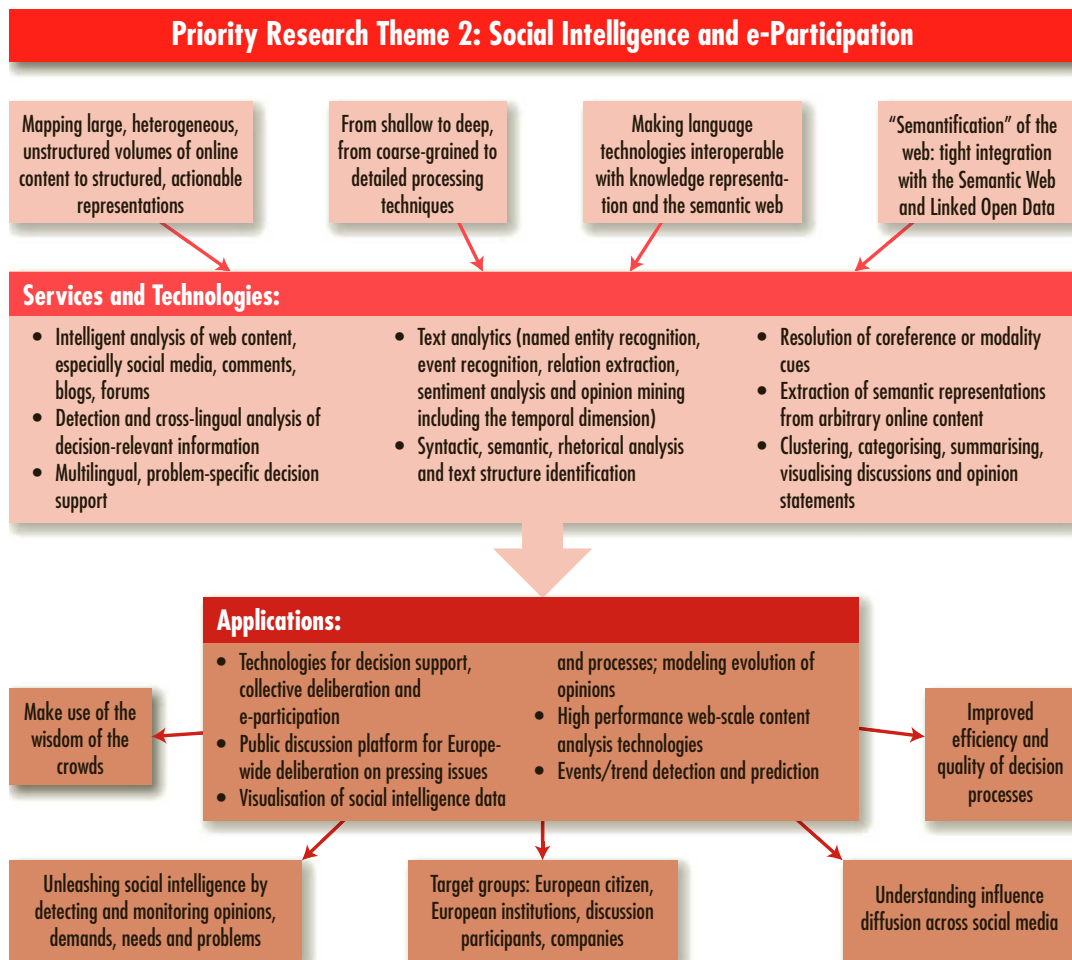 Priority Research Theme 2: Social Intelligence and e-Participation
Mapping large, heterogeneous,
unstructured volumes of online
content to structured, actionable
representations
From shallow to deep,
from coarse-grained to
detailed processing
techniques
Making language
technologies interoperable
with knowledge representa-
tion and the semantic web
“Semantification” of the
web: tight integration
with the Semantic Web
and Linked Open Data
Services and Technologies:
• Intelligent analysis of web content,
especially social media, comments,
blogs, forums
• Detection and cross-lingual analysis of
decision-relevant information
• Multilingual, problem-specific decision
support
• Text analytics (named entity recognition,
event recognition, relation extraction,
sentiment analysis and opinion mining
including the temporal dimension)
• Syntactic, semantic, rhetorical analysis
and text structure identification
• Resolution of coreference or modality
cues
• Extraction of semantic representations
from arbitrary online content
• Clustering, categorising, summarising,
visualising discussions and opinion
statements
Applications:
• Technologies for decision support,
collective deliberation and
e-participation
• Public discussion platform for Europe-
wide deliberation on pressing issues
• Visualisation of social intelligence data
and processes; modeling evolution of
opinions
• High performance web-scale content
analysis technologies
• Events/trend detection and prediction
Make use of the
wisdom of the
crowds
Improved
efficiency and
quality of decision
processes
Unleashing social intelligence by
detecting and monitoring opinions,
demands, needs and problems
Target groups: European citizen,
European institutions, discussion
participants, companies
Understanding influence
diffusion across social media